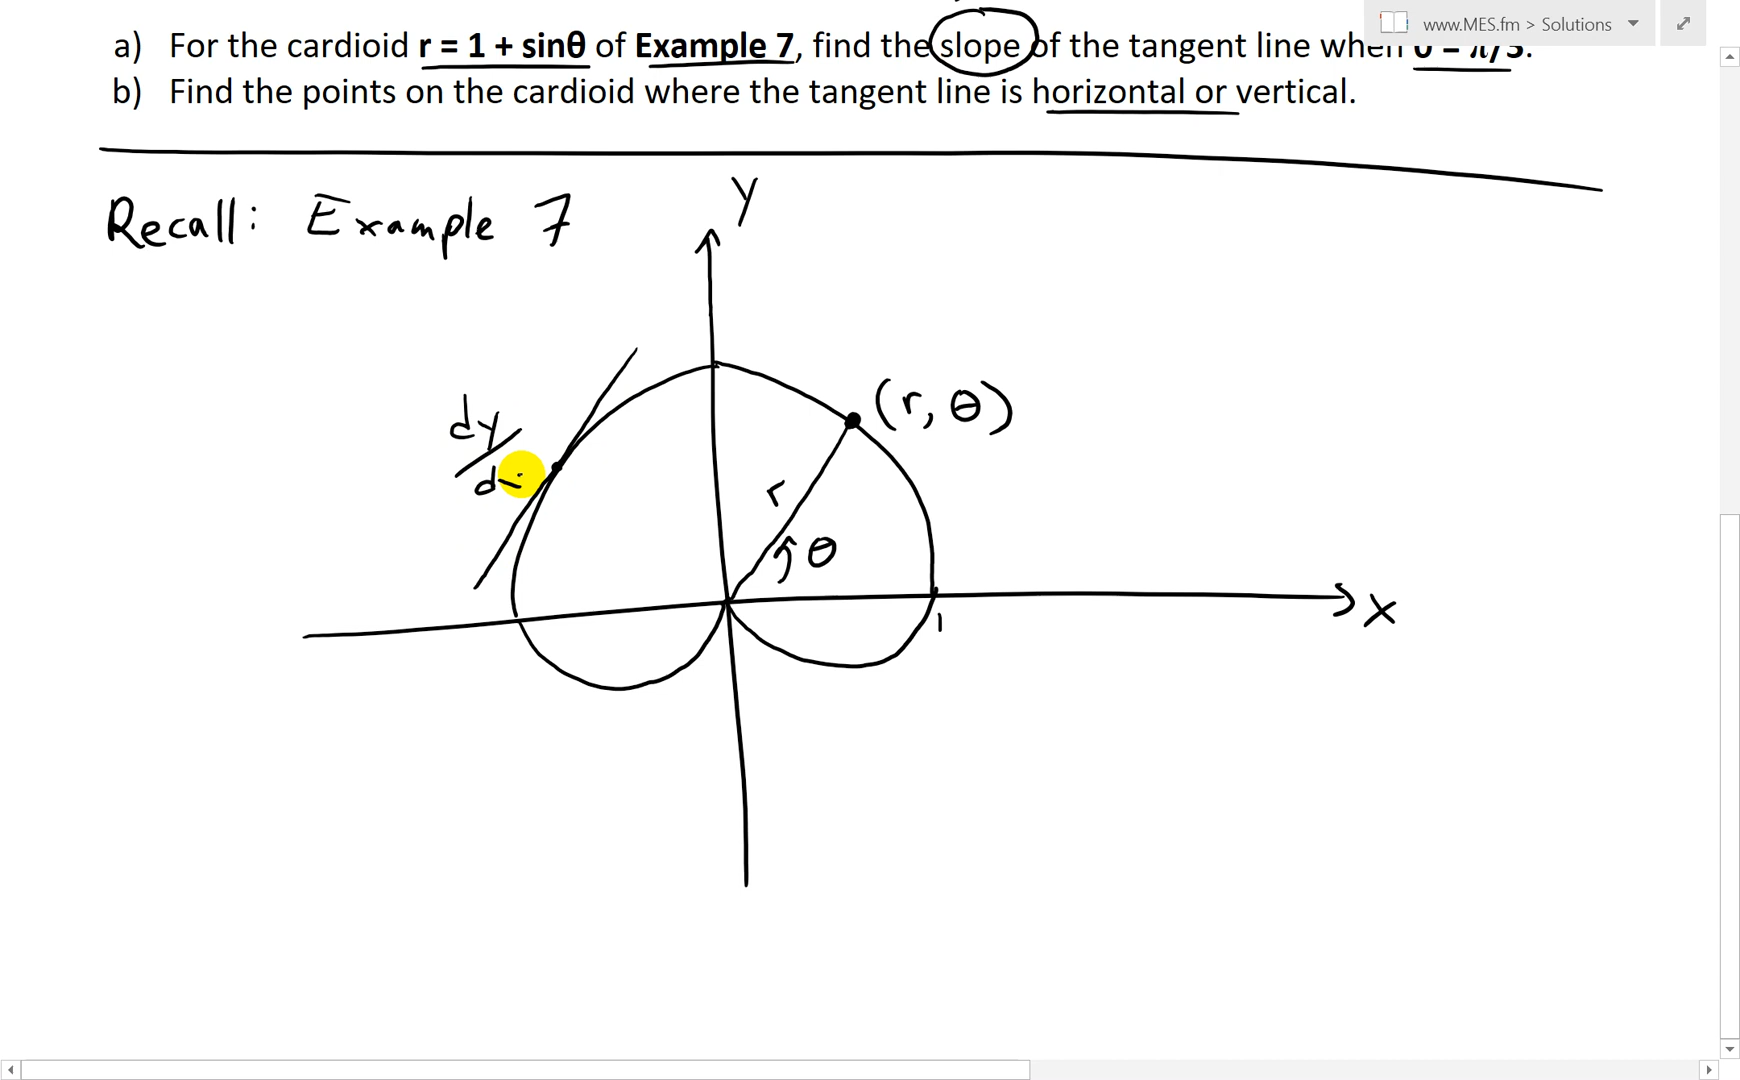 www.MES.fm > Solutions
a) For the cardioid r = 1 + sinθ of Example 7, find the slope of the tangent line when θ = π/3.
b) Find the points on the cardioid where the tangent line is horizontal or vertical.
Recall: Example 7
y
(r, θ)
dy
d
r
θ
x
1